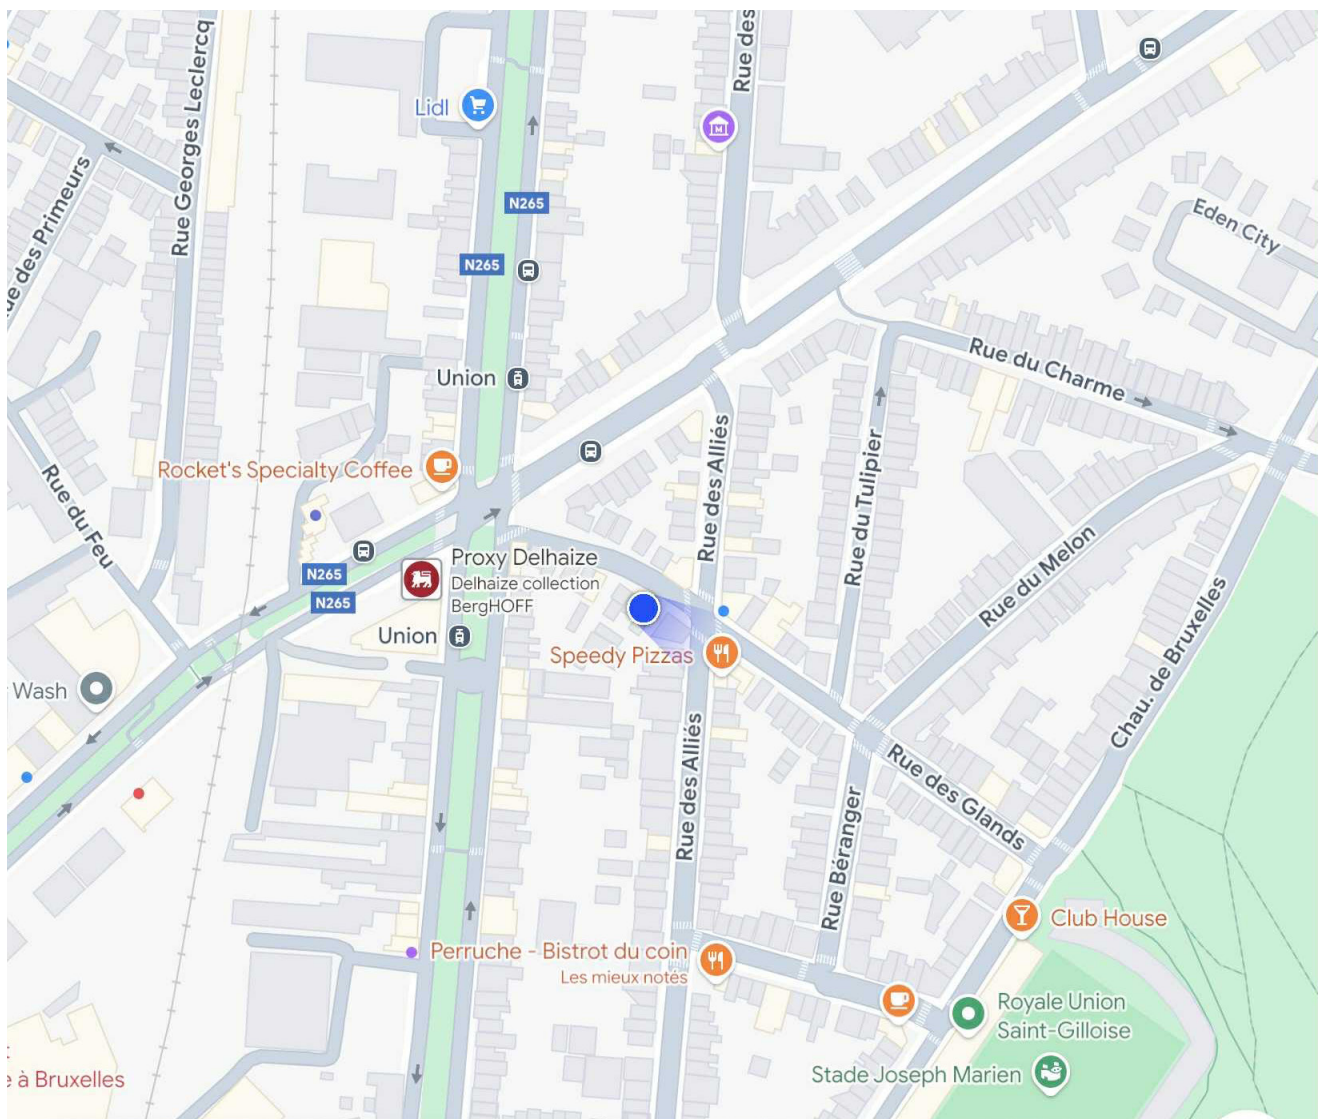 Rue des
Rue Georges Leclercq
Lidl
ue des Primeurs
N265
Eden City
N265
Rue du Charme
Union
Rue des Alliés
Rocket's Specialty Coffee
Rue du Tulipier
Rue du Feu
Rue du Melon
Proxy Delhaize
Delhaize collection
BergHOFF
N265
N265
Chau. de Bruxelles
Union
Speedy Pizzas
Wash
Rue des Alliés
Rue des Glands
Rue Béranger
Club House
Perruche - Bistrot du coin
Les mieux notés
Royale Union
Saint-Gilloise
Stade Joseph Marien
e à Bruxelles